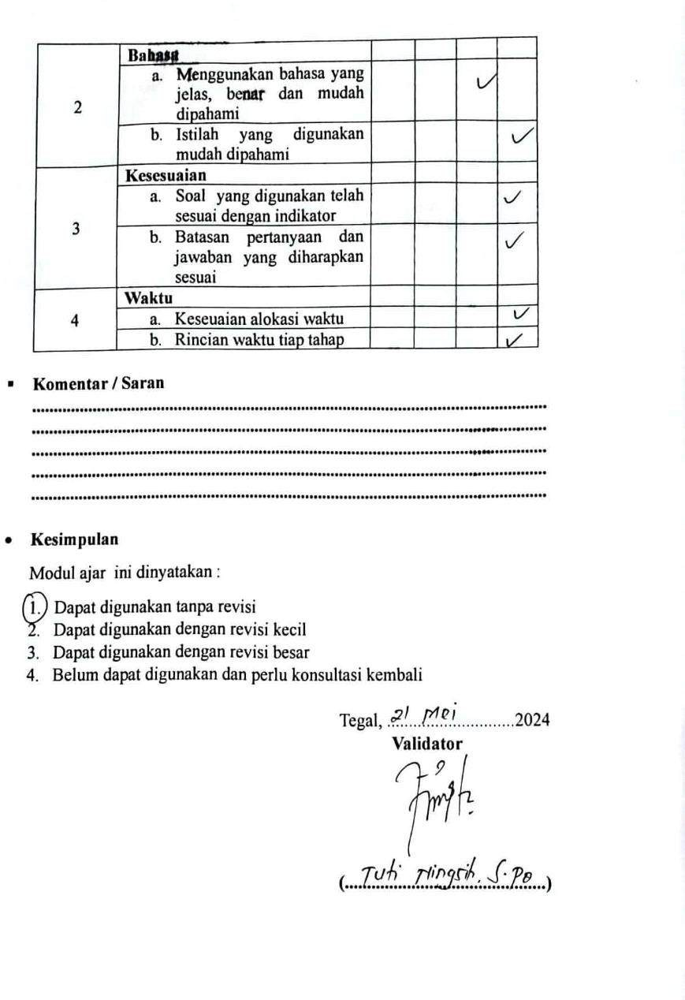 Bahasa
a. Menggunakan bahasa yang
jelas, benar dan mudah
dipahami
2
b. Istilah yang digunakan
mudah dipahami
Kesesuaian
a. Soal yang digunakan telah
sesuai dengan indikator
3
b. Batasan pertanyaan dan
jawaban yang diharapkan
sesuai
Waktu
4
a. Keseuaian alokasi waktu
b. Rincian waktu tiap tahap
▪ Komentar / Saran
• Kesimpulan
Modul ajar ini dinyatakan :
1. Dapat digunakan tanpa revisi
2. Dapat digunakan dengan revisi kecil
3. Dapat digunakan dengan revisi besar
4. Belum dapat digunakan dan perlu konsultasi kembali
Tegal, 21 Mei 2024
Validator
(Tuti Ningsih, S.Pd)